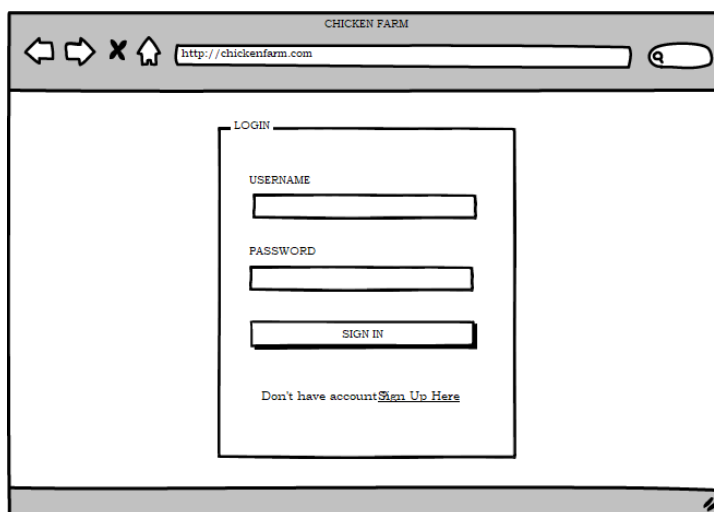 CHICKEN FARM
http://chickenfarm.com
LOGIN
USERNAME
PASSWORD
SIGN IN
Don't have account? Sign Up Here